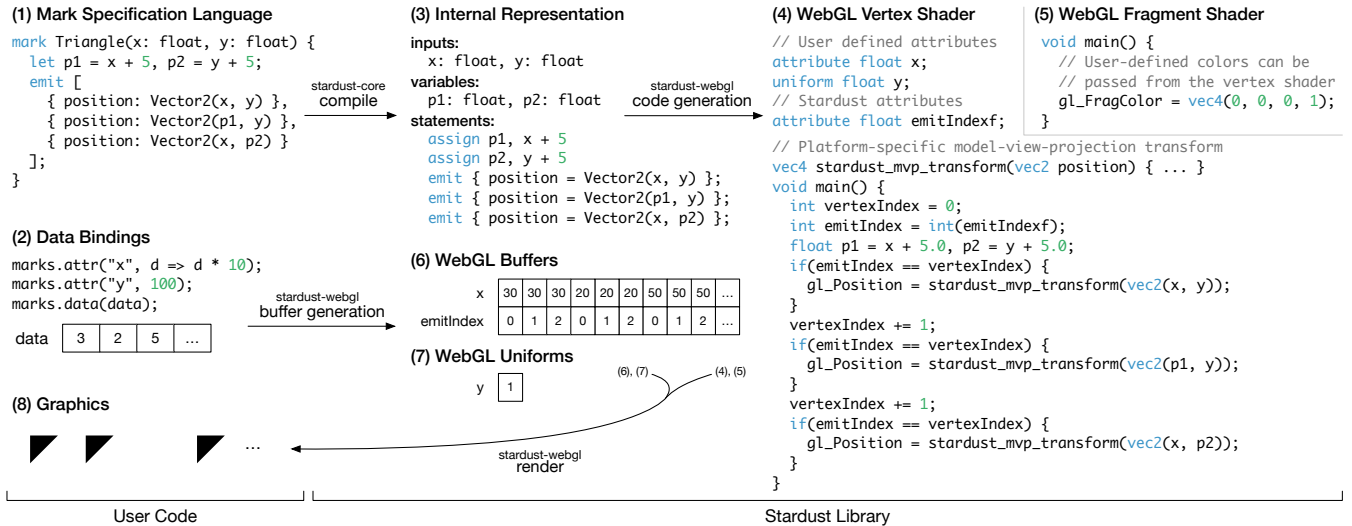 (1) Mark Specification Language
mark Triangle(x: float, y: float) {
let p1 = x + 5, p2 = y + 5;
emit [
{ position: Vector2(x, y) },
{ position: Vector2(p1, y) },
{ position: Vector2(x, p2) }
];
}
stardust-core
compile
(2) Data Bindings
marks.attr("x", d => d * 10);
marks.attr("y", 100);
marks.data(data);
data 3 2 5 ...
stardust-webgl
buffer generation
(3) Internal Representation
inputs:
x: float, y: float
variables:
p1: float, p2: float
statements:
assign p1, x + 5
assign p2, y + 5
emit { position = Vector2(x, y) };
emit { position = Vector2(p1, y) };
emit { position = Vector2(x, p2) };
stardust-webgl
code generation
(6) WebGL Buffers
x 30 30 30 20 20 20 50 50 50 ...
emitIndex 0 1 2 0 1 2 0 1 2 ...
(7) WebGL Uniforms
y 1
(6), (7)
(4), (5)
stardust-webgl
render
(8) Graphics
...
(4) WebGL Vertex Shader
// User defined attributes
attribute float x;
uniform float y;
// Stardust attributes
attribute float emitIndexf;
// Platform-specific model-view-projection transform
vec4 stardust_mvp_transform(vec2 position) { ... }
void main() {
int vertexIndex = 0;
int emitIndex = int(emitIndexf);
float p1 = x + 5.0, p2 = y + 5.0;
if(emitIndex == vertexIndex) {
gl_Position = stardust_mvp_transform(vec2(x, y));
}
vertexIndex += 1;
if(emitIndex == vertexIndex) {
gl_Position = stardust_mvp_transform(vec2(p1, y));
}
vertexIndex += 1;
if(emitIndex == vertexIndex) {
gl_Position = stardust_mvp_transform(vec2(x, p2));
}
}
(5) WebGL Fragment Shader
void main() {
// User-defined colors can be
// passed from the vertex shader
gl_FragColor = vec4(0, 0, 0, 1);
}
User Code
Stardust Library